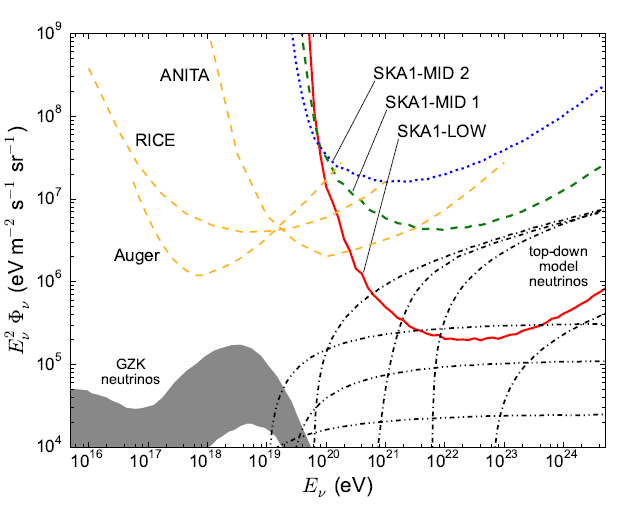 10^9
10^8
10^7
10^6
10^5
10^4
E_ν^2 Φ_ν (eV m^−2 s^−1 sr^−1)
ANITA
RICE
Auger
SKA1-MID 2
SKA1-MID 1
SKA1-LOW
top-down
model
neutrinos
GZK
neutrinos
10^16 10^17 10^18 10^19 10^20 10^21 10^22 10^23 10^24
E_ν (eV)